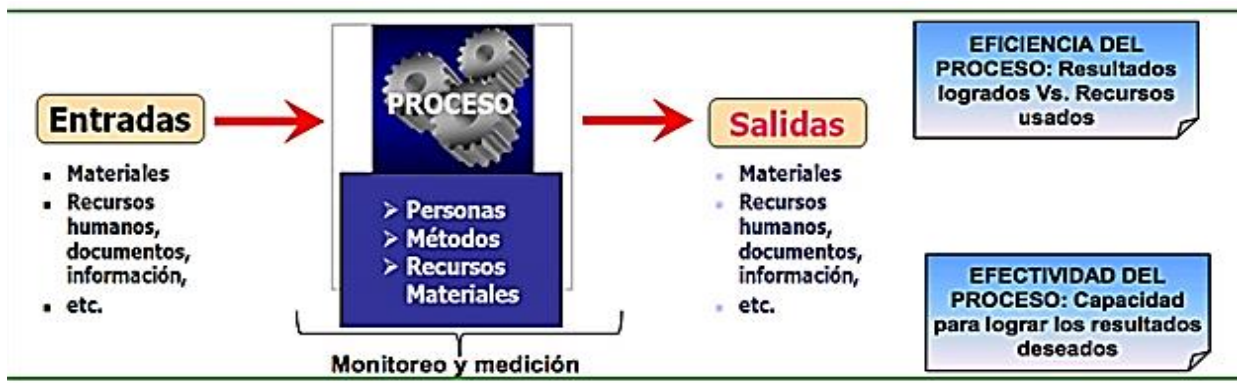 Entradas
▪ Materiales
▪ Recursos
humanos,
documentos,
información,
▪ etc.
PROCESO
➢ Personas
➢ Métodos
➢ Recursos
Materiales
Monitoreo y medición
Salidas
▪ Materiales
▪ Recursos
humanos,
documentos,
información,
▪ etc.
EFICIENCIA DEL
PROCESO: Resultados
logrados Vs. Recursos
usados
EFECTIVIDAD DEL
PROCESO: Capacidad
para lograr los resultados
deseados